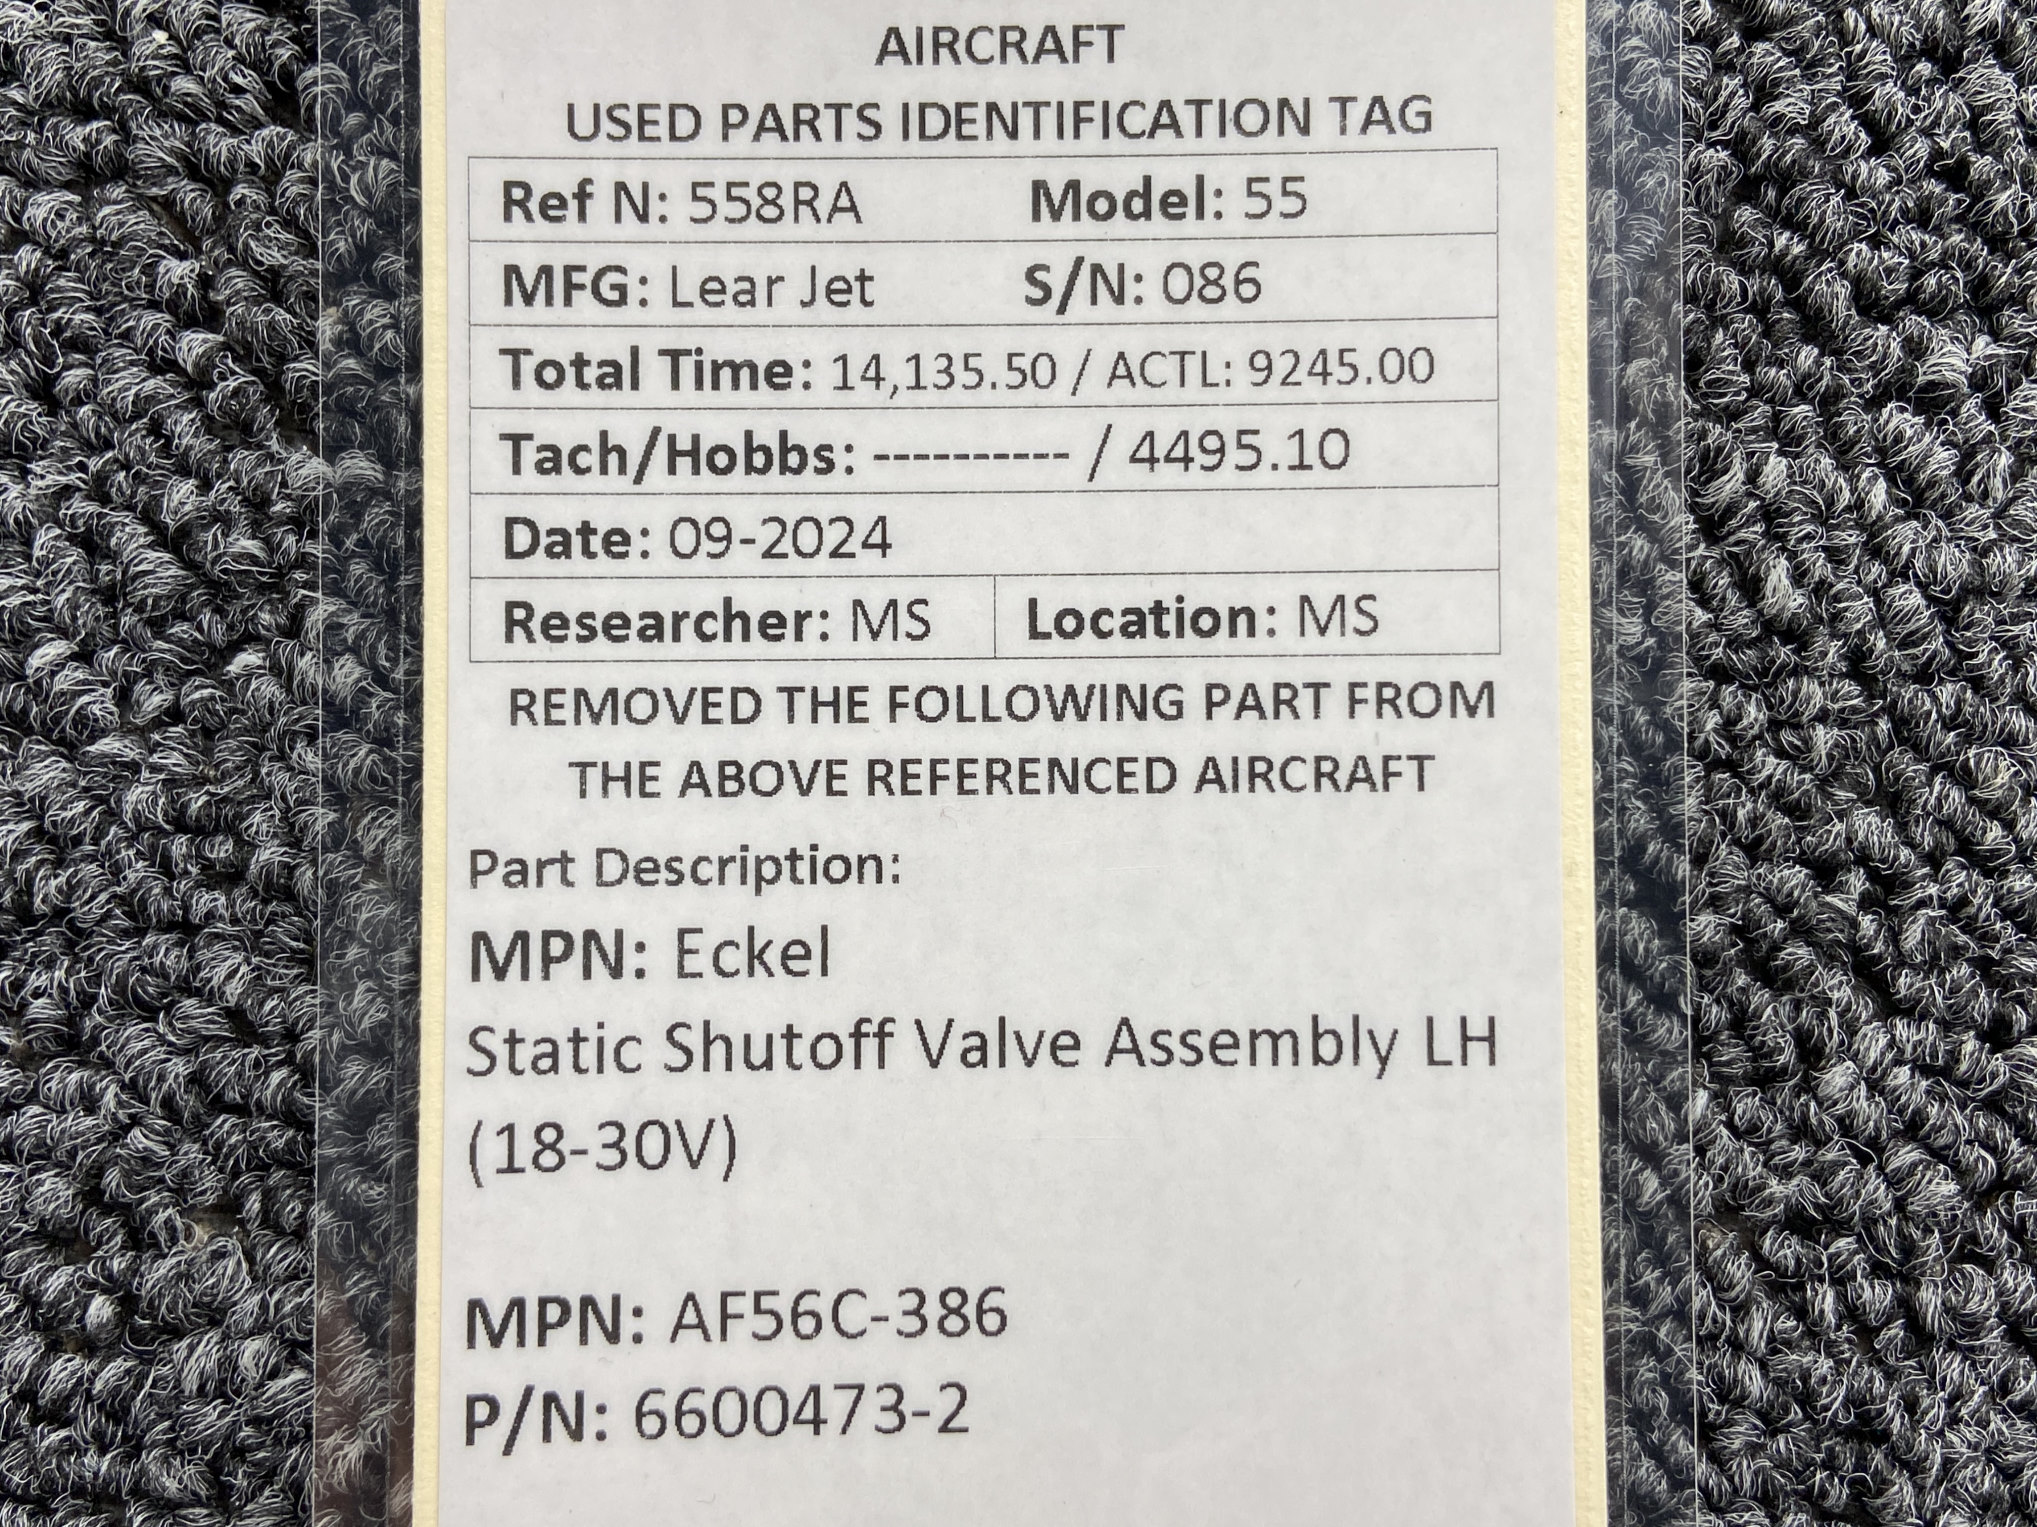 AIRCRAFT
USED PARTS IDENTIFICATION TAG
Ref N: 558RA Model: 55
MFG: Lear Jet S/N: 086
Total Time: 14,135.50 / ACTL: 9245.00
Tach/Hobbs: ---------- / 4495.10
Date: 09-2024
Researcher: MS Location: MS
REMOVED THE FOLLOWING PART FROM
THE ABOVE REFERENCED AIRCRAFT
Part Description:
MPN: Eckel
Static Shutoff Valve Assembly LH
(18-30V)
MPN: AF56C-386
P/N: 6600473-2